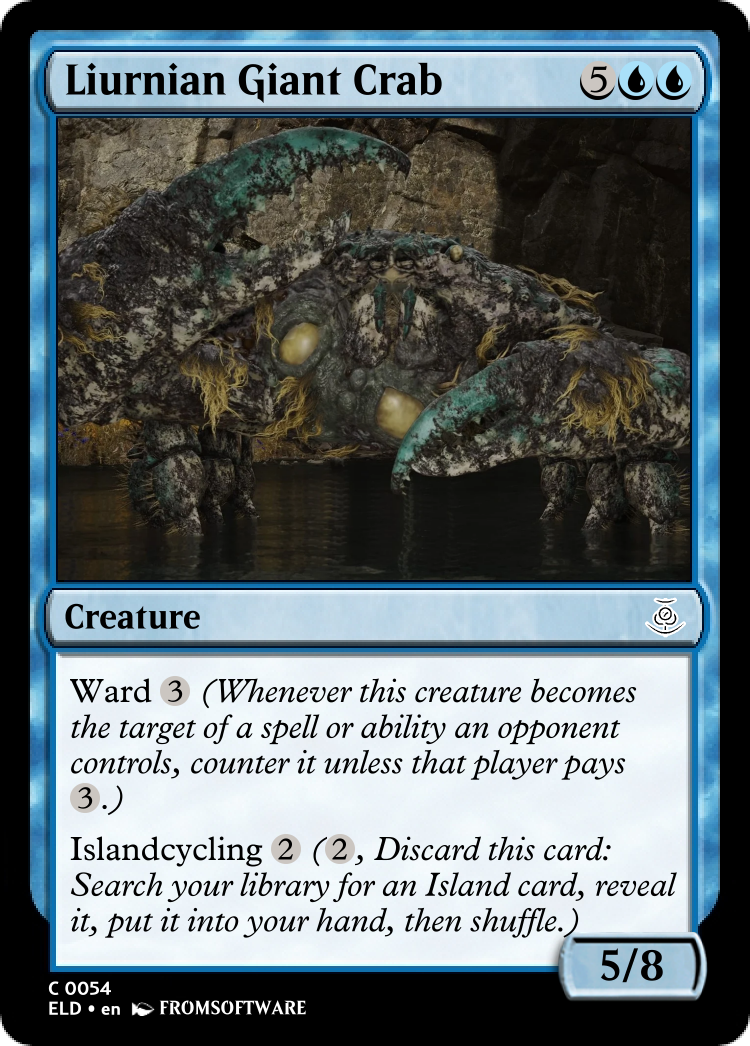 Liurnian Giant Crab 5
Creature
Ward 3 (Whenever this creature becomes
the target of a spell or ability an opponent
controls, counter it unless that player pays
3.)
Islandcycling 2 (2, Discard this card:
Search your library for an Island card, reveal
it, put it into your hand, then shuffle.)
5/8
C 0054
ELD • en FROMSOFTWARE